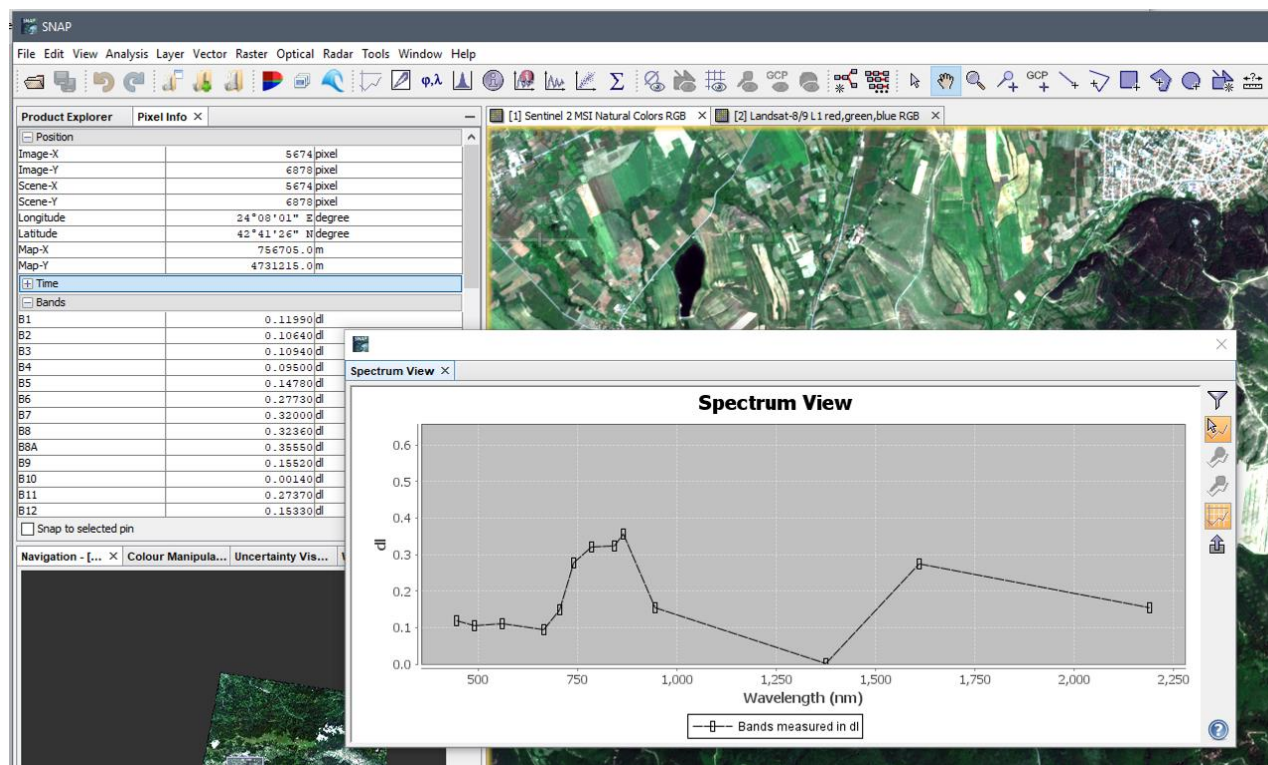 SNAP
File Edit View Analysis Layer Vector Raster Optical Radar Tools Window Help
φ,λ Σ GCP GCP
Product Explorer Pixel Info
[1] Sentinel 2 MSI Natural Colors RGB [2] Landsat-8/9 L1 red,green,blue RGB
Position
Image-X 5674 pixel
Image-Y 6878 pixel
Scene-X 5674 pixel
Scene-Y 6878 pixel
Longitude 24°08'01" E degree
Latitude 42°41'26" N degree
Map-X 756705.0 m
Map-Y 4731215.0 m
Time
Bands
B1 0.11990 dl
B2 0.10640 dl
B3 0.10940 dl
B4 0.09500 dl
B5 0.14780 dl
B6 0.27730 dl
B7 0.32000 dl
B8 0.32360 dl
B8A 0.35550 dl
B9 0.15520 dl
B10 0.00140 dl
B11 0.27370 dl
B12 0.15330 dl
Snap to selected pin
Navigation - [... Colour Manipula... Uncertainty Vis...
Spectrum View
Spectrum View
0.6
0.5
0.4
0.3
0.2
0.1
0.0
dl
500 750 1,000 1,250 1,500 1,750 2,000 2,250
Wavelength (nm)
Bands measured in dl